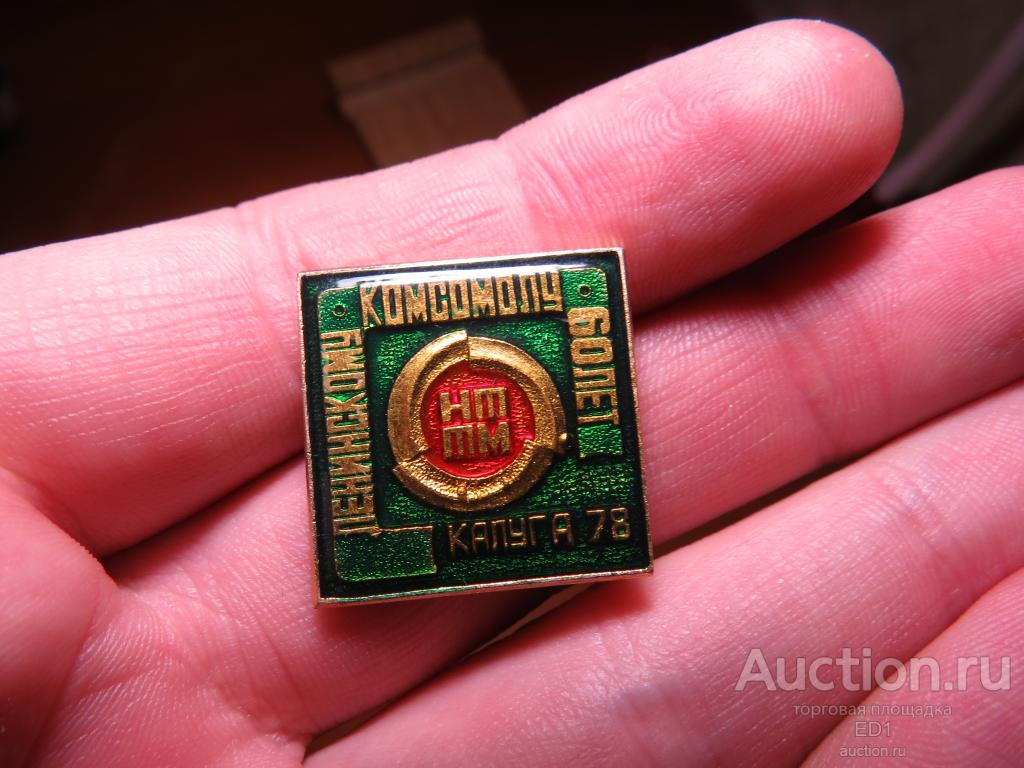 ЛЕНИНСКОМУ
КОМСОМОЛУ
60 ЛЕТ
НТ
ТМ
КАЛУГА 78
Auction.ru
торговая площадка
ED1
auction.ru